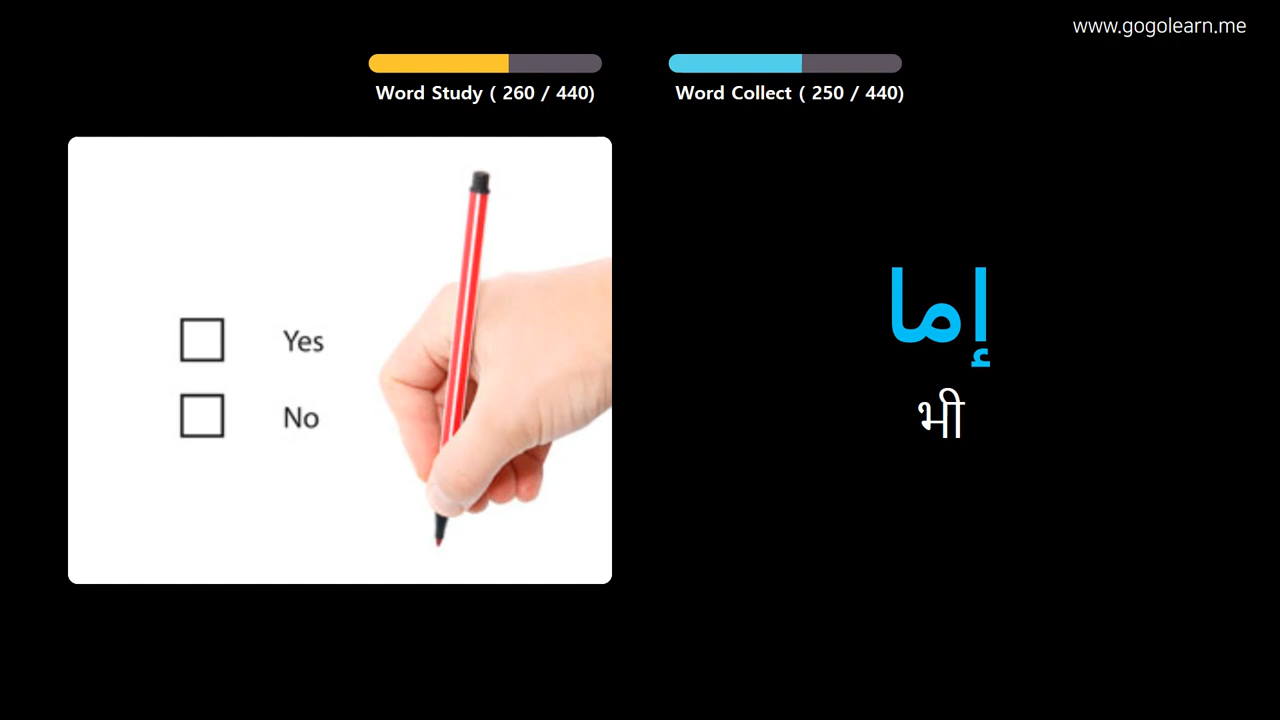 www.gogolearn.me
Word Study ( 260 / 440)
Word Collect ( 250 / 440)
Yes
No
إما
भी